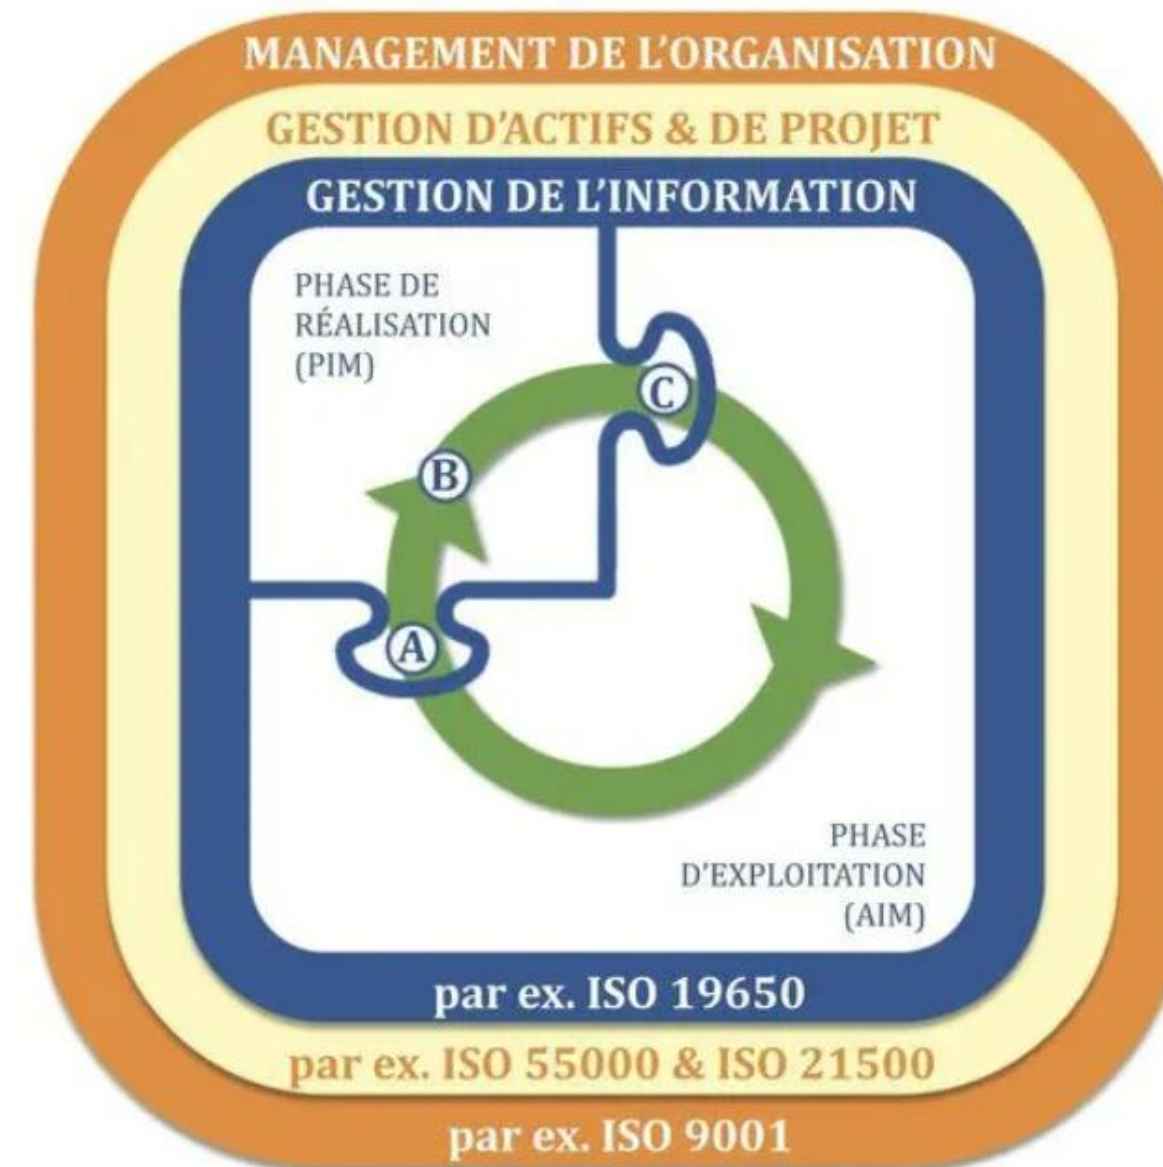 MANAGEMENT DE L'ORGANISATION
GESTION D'ACTIFS & DE PROJET
GESTION DE L'INFORMATION
PHASE DE
RÉALISATION
(PIM)
C
B
A
PHASE
D'EXPLOITATION
(AIM)
par ex. ISO 19650
par ex. ISO 55000 & ISO 21500
par ex. ISO 9001